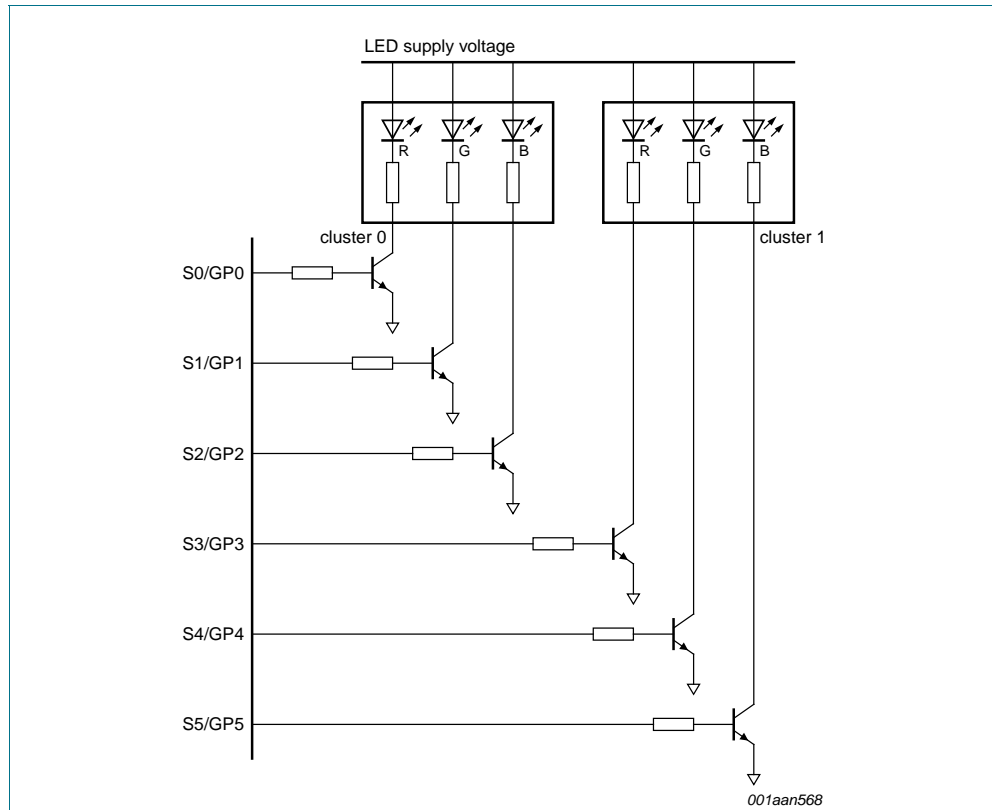 LED supply voltage
R G B R G B
cluster 0 cluster 1
S0/GP0
S1/GP1
S2/GP2
S3/GP3
S4/GP4
S5/GP5
001aan568